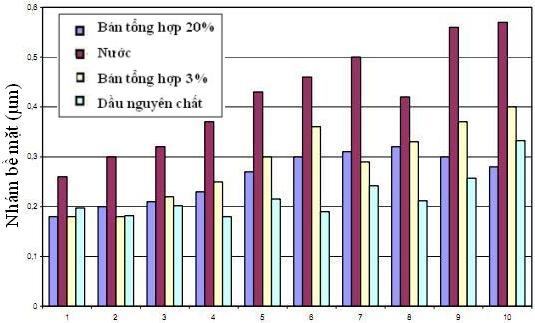 0,6
0,5
0,4
0,3
0,2
0,1
0
Nhám bề mặt (μm)
Bán tổng hợp 20%
Nước
Bán tổng hợp 3%
Dầu nguyên chất
1 2 3 4 5 6 7 8 9 10